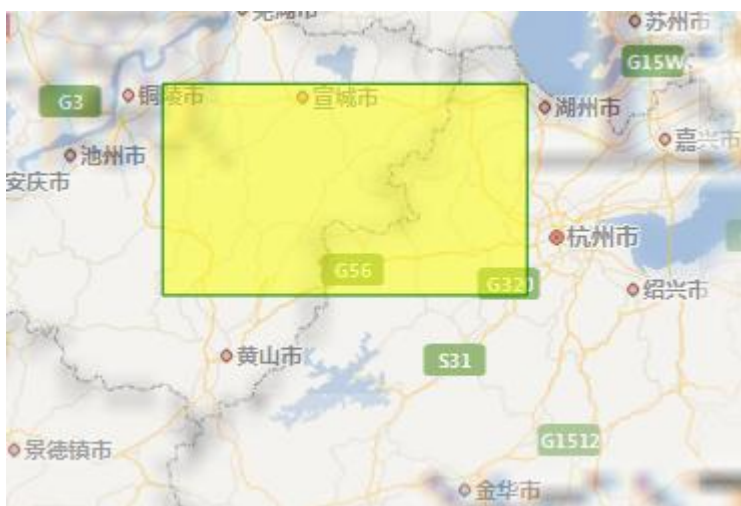 芜湖市
苏州市
G15W
G3
铜陵市
宣城市
湖州市
嘉兴市
池州市
安庆市
杭州市
G56
G320
绍兴市
黄山市
S31
G1512
景德镇市
金华市